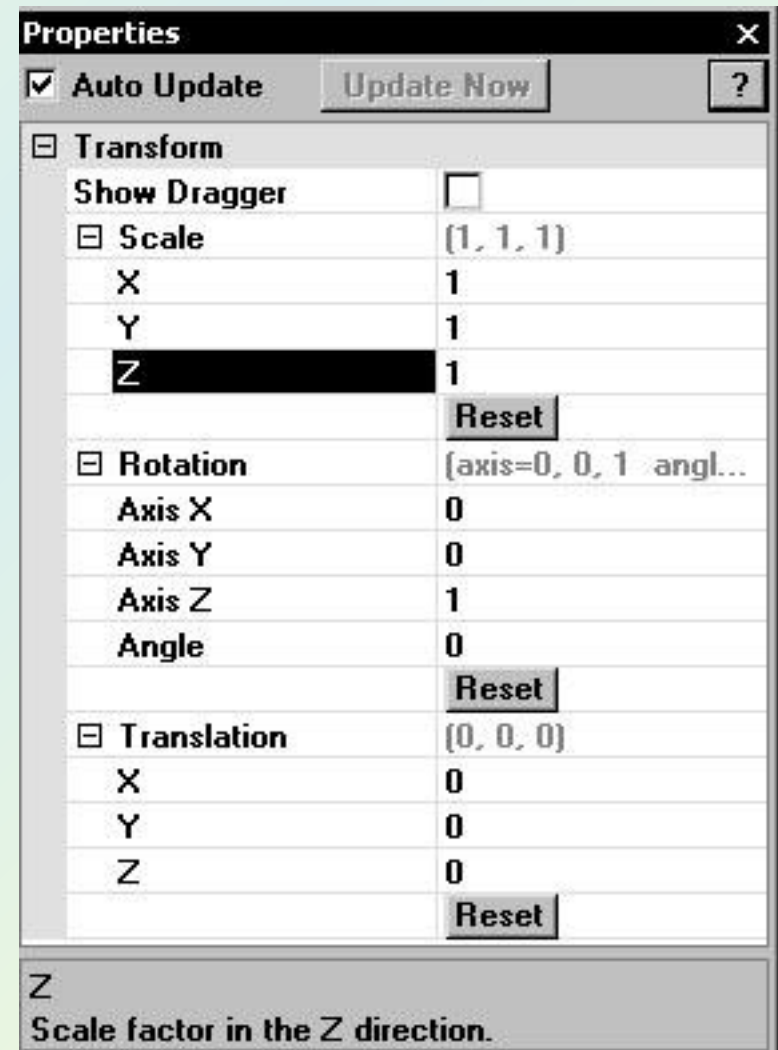 Properties ×
Auto Update Update Now ?
Transform
Show Dragger
Scale (1, 1, 1)
X 1
Y 1
Z 1
Reset
Rotation (axis=0, 0, 1 angl...
Axis X 0
Axis Y 0
Axis Z 1
Angle 0
Reset
Translation (0, 0, 0)
X 0
Y 0
Z 0
Reset
Z
Scale factor in the Z direction.